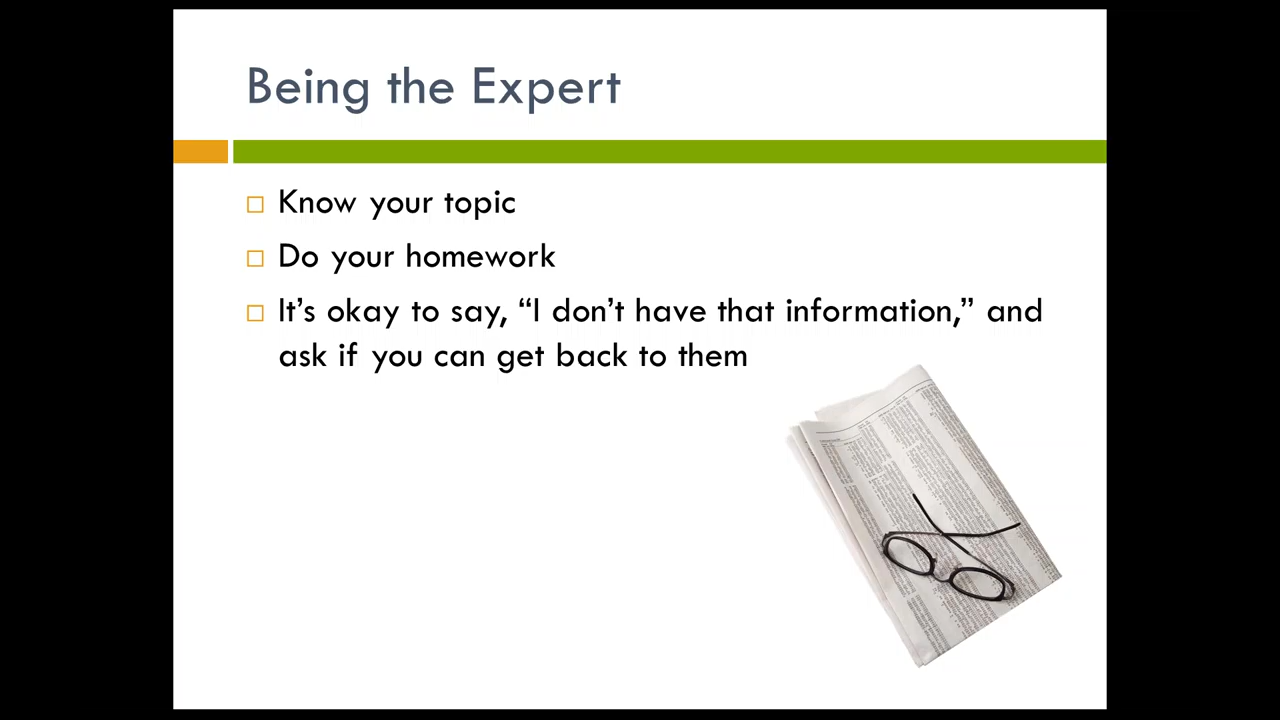 Being the Expert
Know your topic
Do your homework
It’s okay to say, “I don’t have that information,” and
ask if you can get back to them